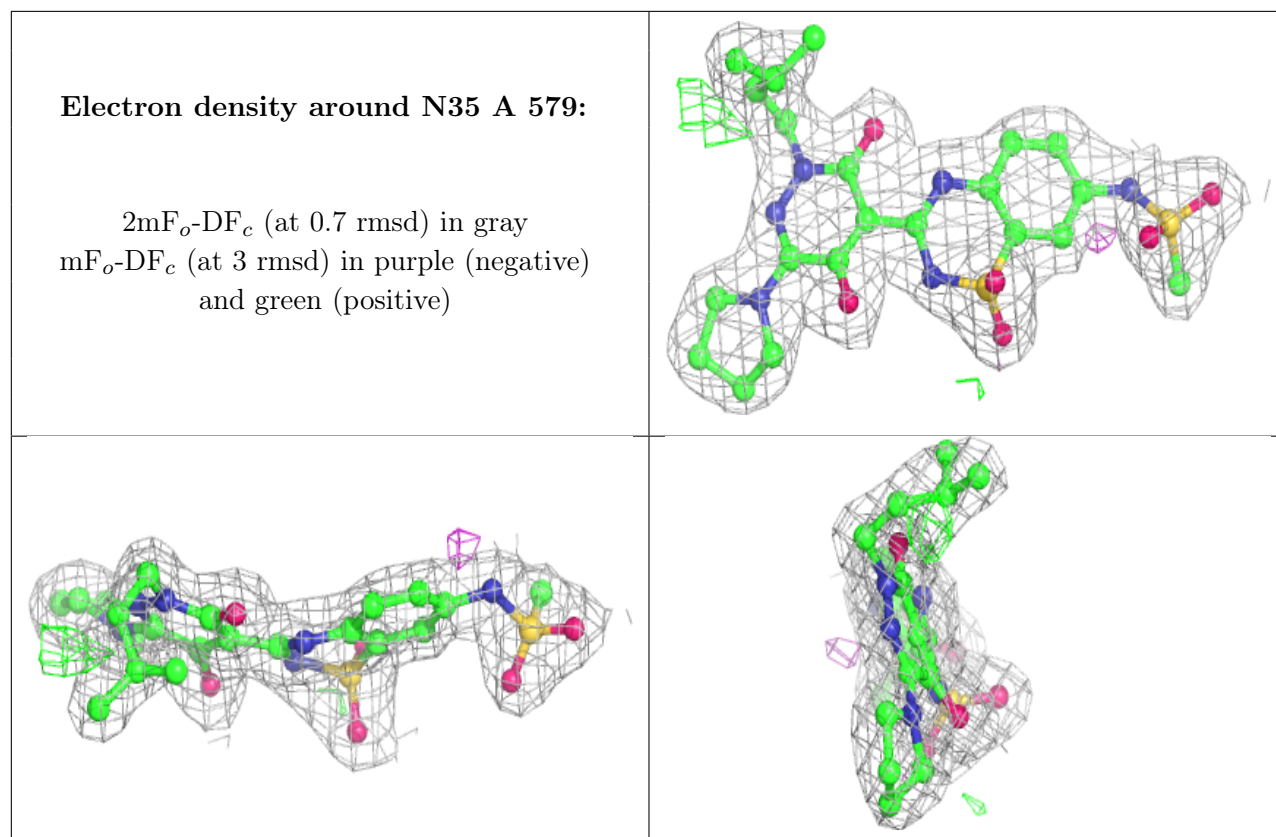 Electron density around N35 A 579:
2mFo-DFc (at 0.7 rmsd) in gray
mFo-DFc (at 3 rmsd) in purple (negative)
and green (positive)